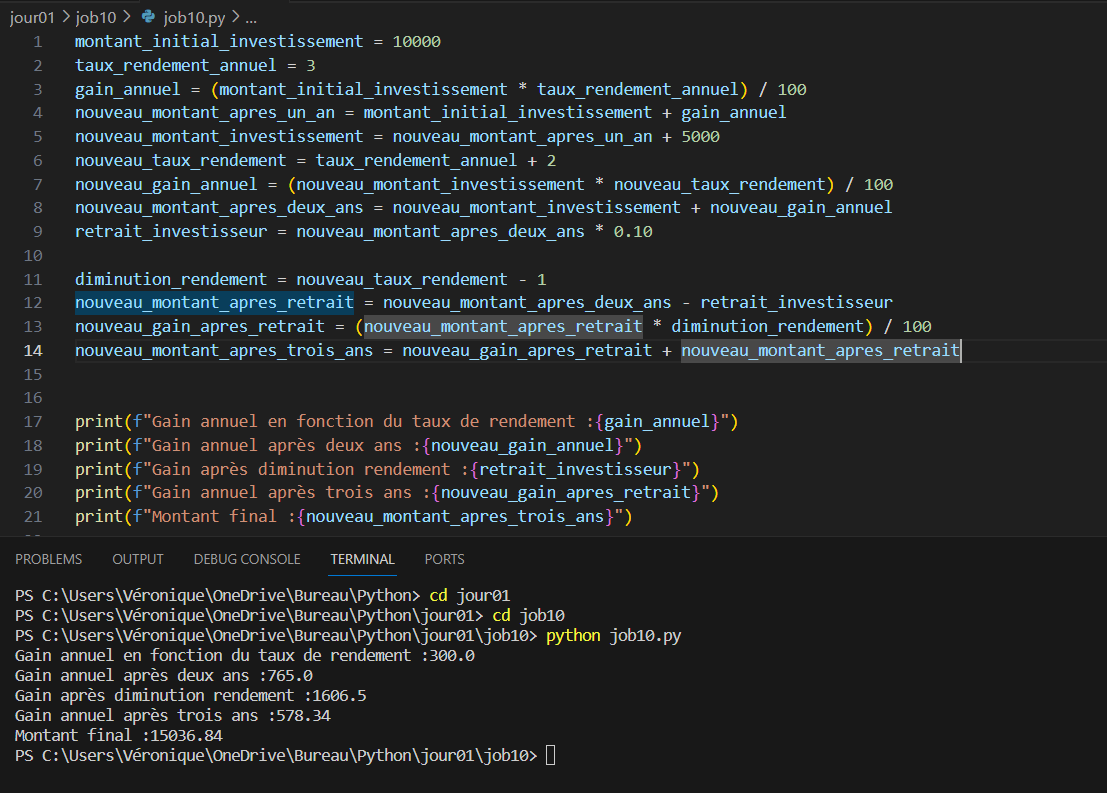 jour01 > job10 > job10.py > ...
1 montant_initial_investissement = 10000
2 taux_rendement_annuel = 3
3 gain_annuel = (montant_initial_investissement * taux_rendement_annuel) / 100
4 nouveau_montant_apres_un_an = montant_initial_investissement + gain_annuel
5 nouveau_montant_investissement = nouveau_montant_apres_un_an + 5000
6 nouveau_taux_rendement = taux_rendement_annuel + 2
7 nouveau_gain_annuel = (nouveau_montant_investissement * nouveau_taux_rendement) / 100
8 nouveau_montant_apres_deux_ans = nouveau_montant_investissement + nouveau_gain_annuel
9 retrait_investisseur = nouveau_montant_apres_deux_ans * 0.10
10
11 diminution_rendement = nouveau_taux_rendement - 1
12 nouveau_montant_apres_retrait = nouveau_montant_apres_deux_ans - retrait_investisseur
13 nouveau_gain_apres_retrait = (nouveau_montant_apres_retrait * diminution_rendement) / 100
14 nouveau_montant_apres_trois_ans = nouveau_gain_apres_retrait + nouveau_montant_apres_retrait
15
16
17 print(f"Gain annuel en fonction du taux de rendement :{gain_annuel}")
18 print(f"Gain annuel après deux ans :{nouveau_gain_annuel}")
19 print(f"Gain après diminution rendement :{retrait_investisseur}")
20 print(f"Gain annuel après trois ans :{nouveau_gain_apres_retrait}")
21 print(f"Montant final :{nouveau_montant_apres_trois_ans}")
PROBLEMS OUTPUT DEBUG CONSOLE TERMINAL PORTS
PS C:\Users\Véronique\OneDrive\Bureau\Python> cd jour01
PS C:\Users\Véronique\OneDrive\Bureau\Python\jour01> cd job10
PS C:\Users\Véronique\OneDrive\Bureau\Python\jour01\job10> python job10.py
Gain annuel en fonction du taux de rendement :300.0
Gain annuel après deux ans :765.0
Gain après diminution rendement :1606.5
Gain annuel après trois ans :578.34
Montant final :15036.84
PS C:\Users\Véronique\OneDrive\Bureau\Python\jour01\job10>